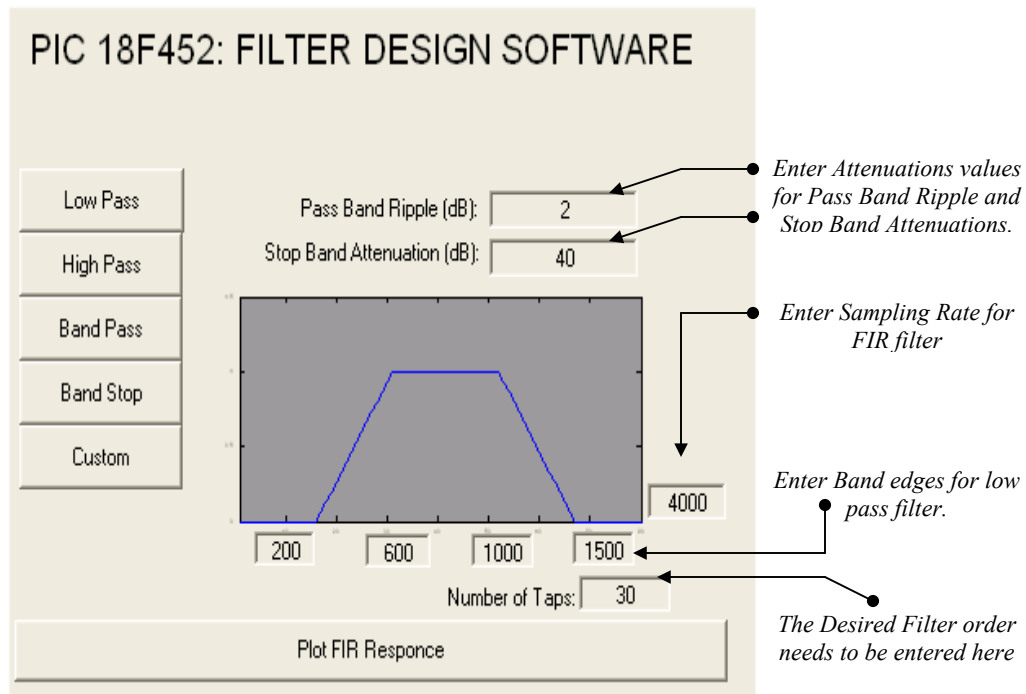 PIC 18F452: FILTER DESIGN SOFTWARE
Low Pass
High Pass
Band Pass
Band Stop
Custom
Pass Band Ripple (dB):
2
Stop Band Attenuation (dB):
40
4000
200
600
1000
1500
Number of Taps:
30
Plot FIR Responce
Enter Attenuations values
for Pass Band Ripple and
Stop Band Attenuations.
Enter Sampling Rate for
FIR filter
Enter Band edges for low
pass filter.
The Desired Filter order
needs to be entered here